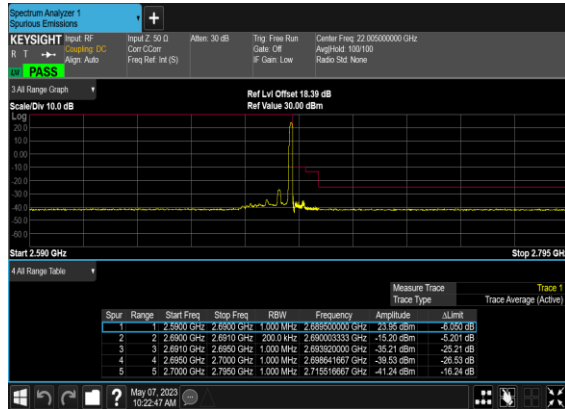 Spectrum Analyzer 1
Spurious Emissions
KEYSIGHT Input: RF Input Z: 50 Ω Atten: 30 dB Trig: Free Run Center Freq: 22.005000000 GHz
R T Coupling: DC Corr CCorr Gate: Off Avg|Hold: 100/100
Align: Auto Freq Ref: Int (S) IF Gain: Low Radio Std: None
PASS
3 All Range Graph
Ref Lvl Offset 18.39 dB
Scale/Div 10.0 dB Ref Value 30.00 dBm
Log
20.0
10.0
0.00
-10.0
-20.0
-30.0
-40.0
-50.0
-60.0
Start 2.590 GHz Stop 2.795 GH
4 All Range Table
Measure Trace Trace 1
Trace Type Trace Average (Active)
Spur Range Start Freq Stop Freq RBW Frequency Amplitude ΔLimit
1 1 2.5900 GHz 2.6900 GHz 1.000 MHz 2.689500000 GHz 23.95 dBm -6.050 dB
2 2 2.6900 GHz 2.6910 GHz 200.0 kHz 2.690003333 GHz -15.20 dBm -5.201 dB
3 3 2.6910 GHz 2.6950 GHz 1.000 MHz 2.693920000 GHz -35.21 dBm -25.21 dB
4 4 2.6950 GHz 2.7000 GHz 1.000 MHz 2.698641667 GHz -39.53 dBm -26.53 dB
5 5 2.7000 GHz 2.7950 GHz 1.000 MHz 2.715516667 GHz -41.24 dBm -16.24 dB
May 07, 2023
10:22:47 AM